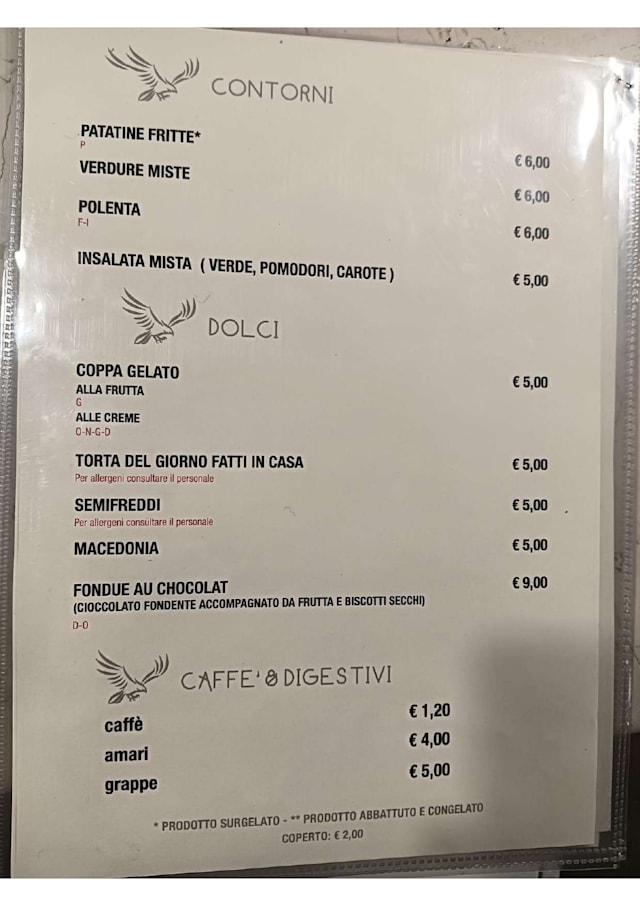 CONTORNI
PATATINE FRITTE* € 6,00
P
VERDURE MISTE € 6,00
POLENTA € 6,00
F-I
INSALATA MISTA ( VERDE, POMODORI, CAROTE ) € 5,00
DOLCI
COPPA GELATO € 5,00
ALLA FRUTTA
G
ALLE CREME
O-N-G-D
TORTA DEL GIORNO FATTI IN CASA € 5,00
Per allergeni consultare il personale
SEMIFREDDI € 5,00
Per allergeni consultare il personale
MACEDONIA € 5,00
FONDUE AU CHOCOLAT € 9,00
(CIOCCOLATO FONDENTE ACCOMPAGNATO DA FRUTTA E BISCOTTI SECCHI)
D-O
CAFFE' & DIGESTIVI
caffè € 1,20
amari € 4,00
grappe € 5,00
* PRODOTTO SURGELATO - ** PRODOTTO ABBATTUTO E CONGELATO
COPERTO: € 2,00